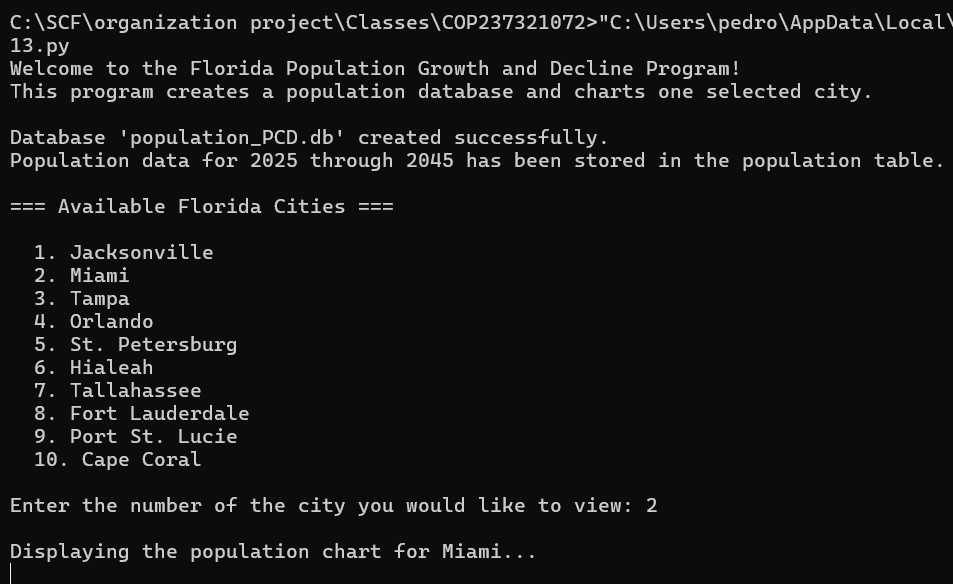 C:\SCF\organization project\Classes\COP237321072>"C:\Users\pedro\AppData\Local\
13.py
Welcome to the Florida Population Growth and Decline Program!
This program creates a population database and charts one selected city.
Database 'population_PCD.db' created successfully.
Population data for 2025 through 2045 has been stored in the population table.
=== Available Florida Cities ===
1. Jacksonville
2. Miami
3. Tampa
4. Orlando
5. St. Petersburg
6. Hialeah
7. Tallahassee
8. Fort Lauderdale
9. Port St. Lucie
10. Cape Coral
Enter the number of the city you would like to view: 2
Displaying the population chart for Miami...